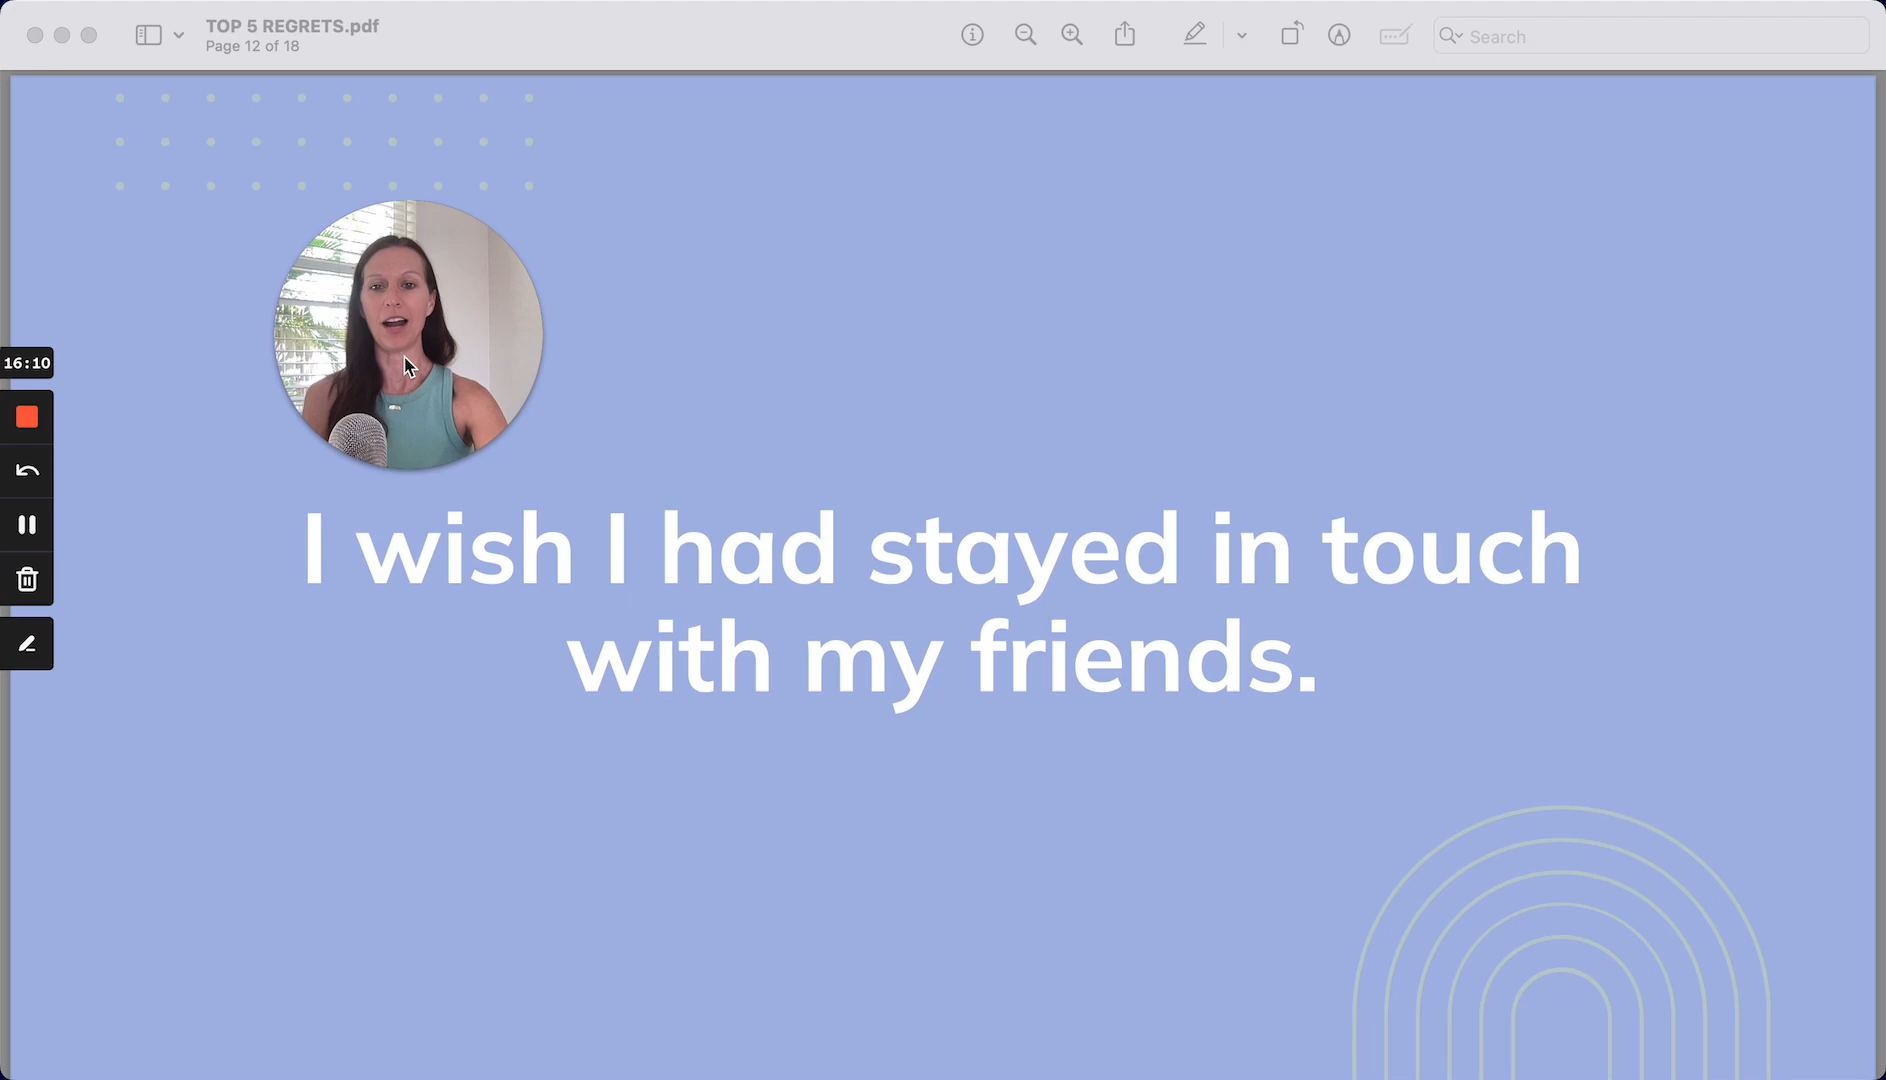 TOP 5 REGRETS.pdf
Page 12 of 18
Search
16:10
I wish I had stayed in touch
with my friends.